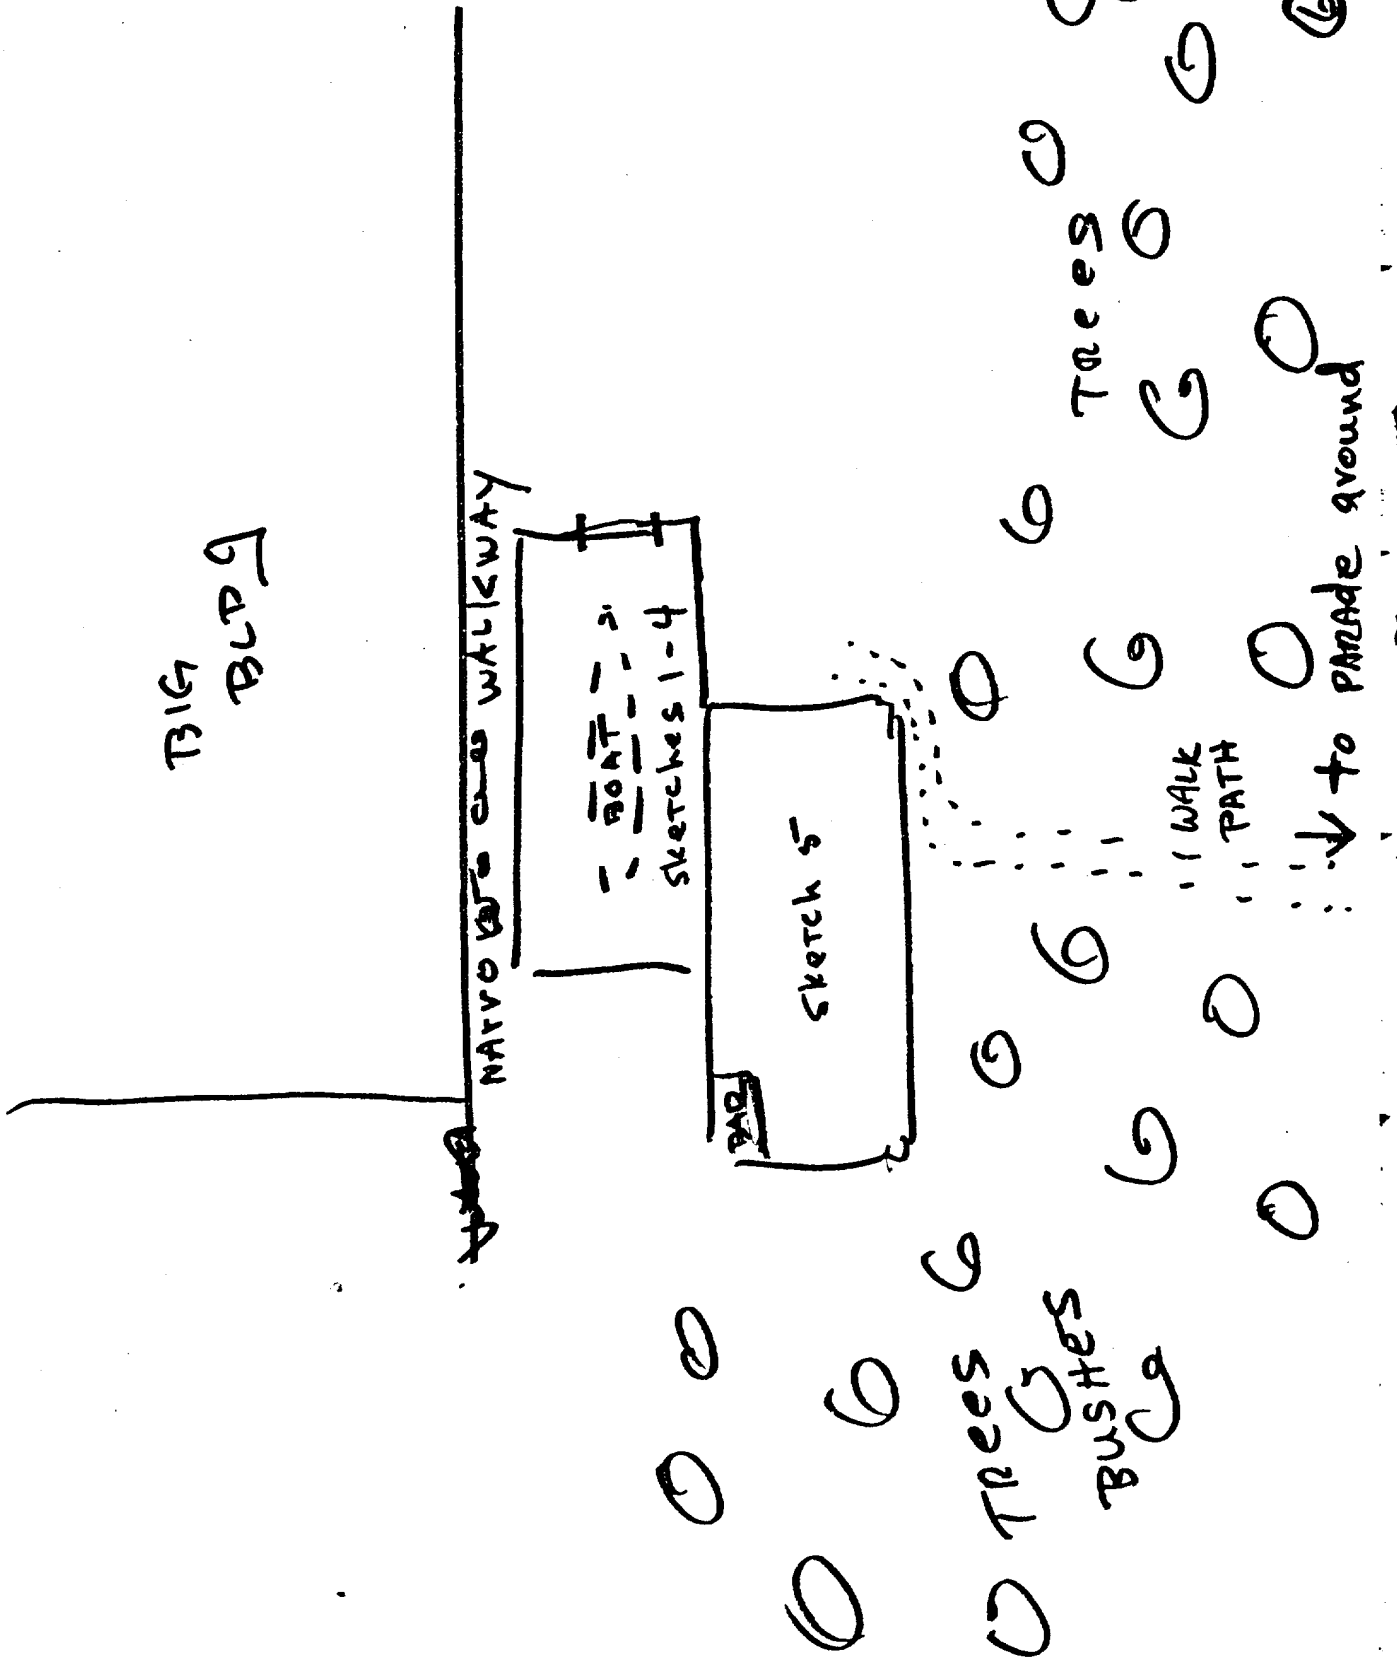 BIG
BLDG
NARROW WALKWAY
BOAT
sketches 1-4
BAR
sketch 5
TRees
WALK
PATH
← to PARAde ground
TRees
BUSHES